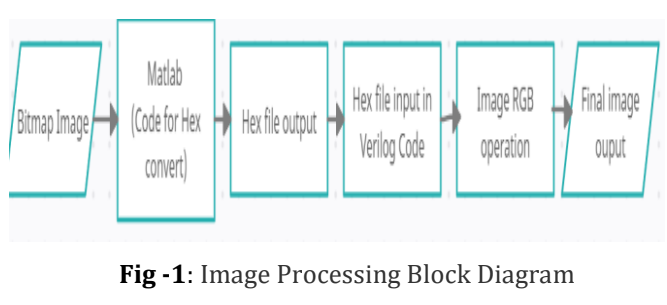 Bitmap Image
Matlab
(Code for Hex
convert)
Hex file output
Hex file input in
Verilog Code
Image RGB
operation
Final image
ouput
Fig -1: Image Processing Block Diagram